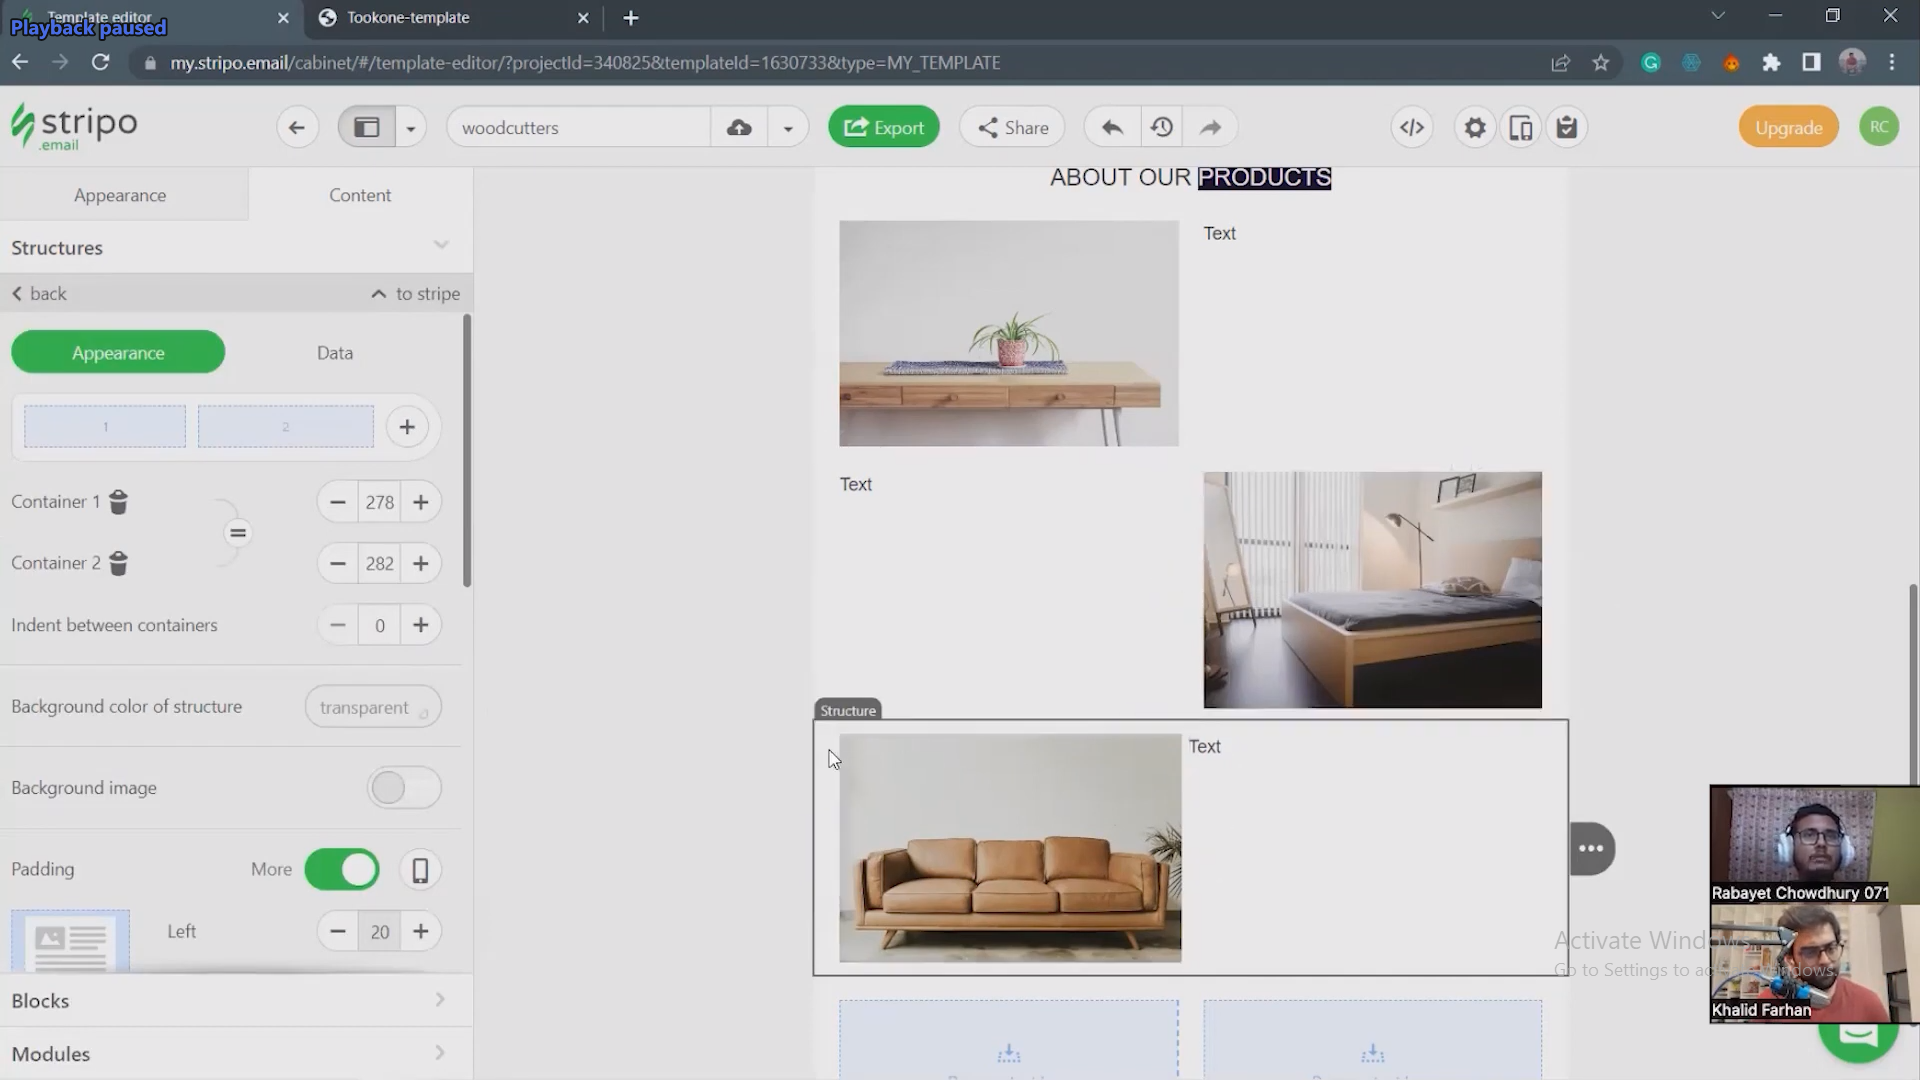 Template editor
Playback paused
Tookone-template
my.stripo.email/cabinet/#/template-editor/?projectId=340825&templateId=1630733&type=MY_TEMPLATE
stripo
.email
woodcutters
Export
Share
Upgrade
RC
Appearance
Content
Structures
back
to stripe
Appearance
Data
1
2
Container 1
278
Container 2
282
Indent between containers
0
Background color of structure
transparent
Background image
Padding
More
Left
20
Blocks
Modules
ABOUT OUR PRODUCTS
Text
Text
Structure
Text
Rabayet Chowdhury 071
Activate Windows
Go to Settings to activate Windows.
Khalid Farhan